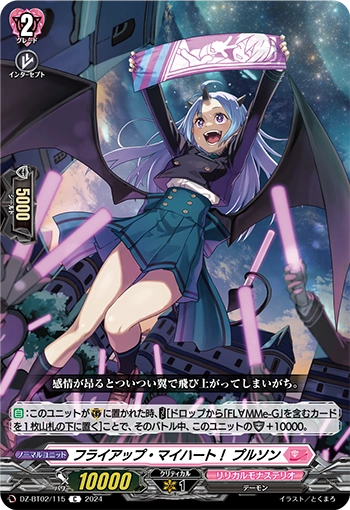 2
グレード
インターセプト
5000
シールド
感情が昂るとついつい翼で飛び上がってしまいがち。
自:このユニットがRに置かれた時、[ドロップから「FL∀MMe-G」を含むカードを1枚山札の下に置く]ことで、そのバトル中、このユニットの+10000。
ノーマルユニット
フライアップ・マイハート! プルソン
リリカルモナステリオ
パワー
10000
クリティカル
1
デーモン
DZ-BT02/115 C 2024
イラスト/とくまろ